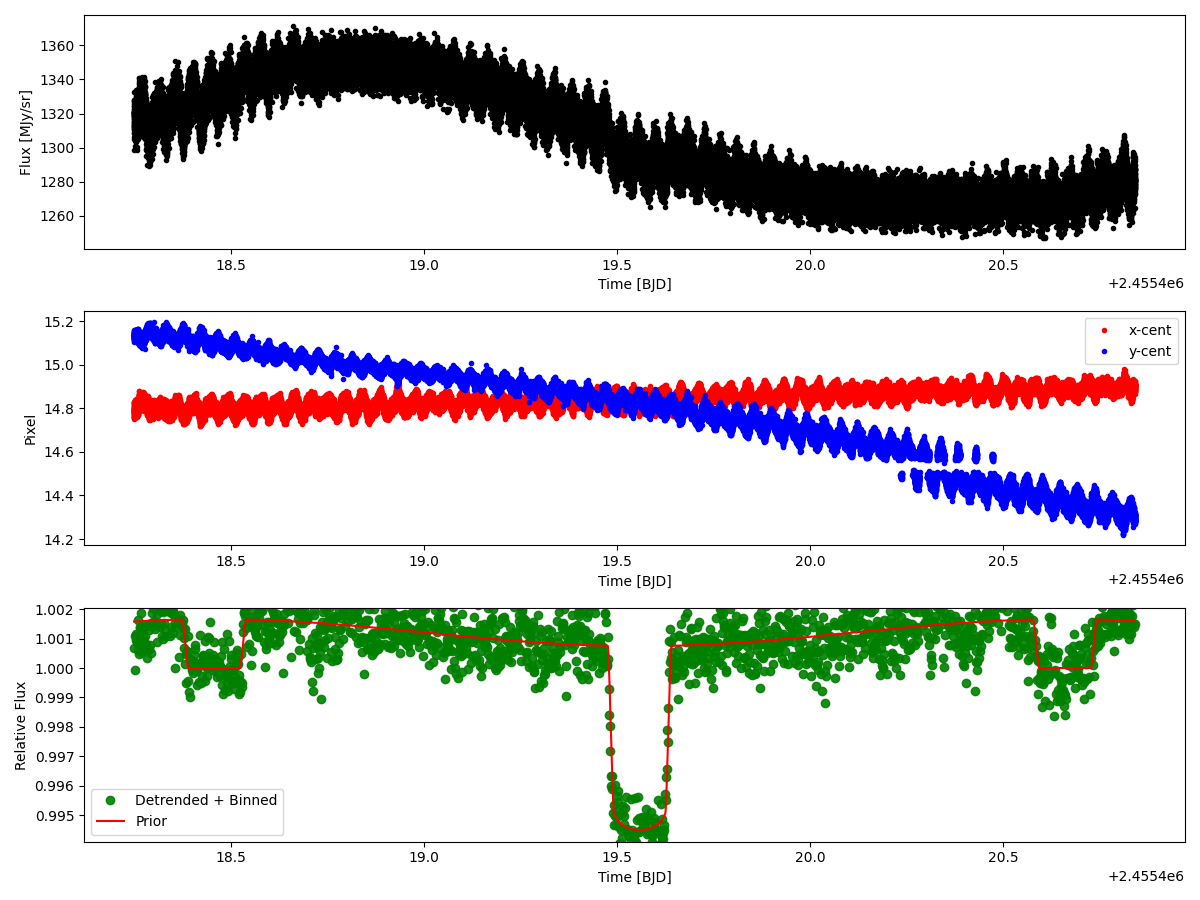 Flux [MJy/sr]
1360
1340
1320
1300
1280
1260
18.5 19.0 19.5 20.0 20.5
Time [BJD]
+2.4554e6
Pixel
15.2
15.0
14.8
14.6
14.4
14.2
x-cent
y-cent
18.5 19.0 19.5 20.0 20.5
Time [BJD]
+2.4554e6
Relative Flux
1.002
1.001
1.000
0.999
0.998
0.997
0.996
0.995
Detrended + Binned
Prior
18.5 19.0 19.5 20.0 20.5
Time [BJD]
+2.4554e6